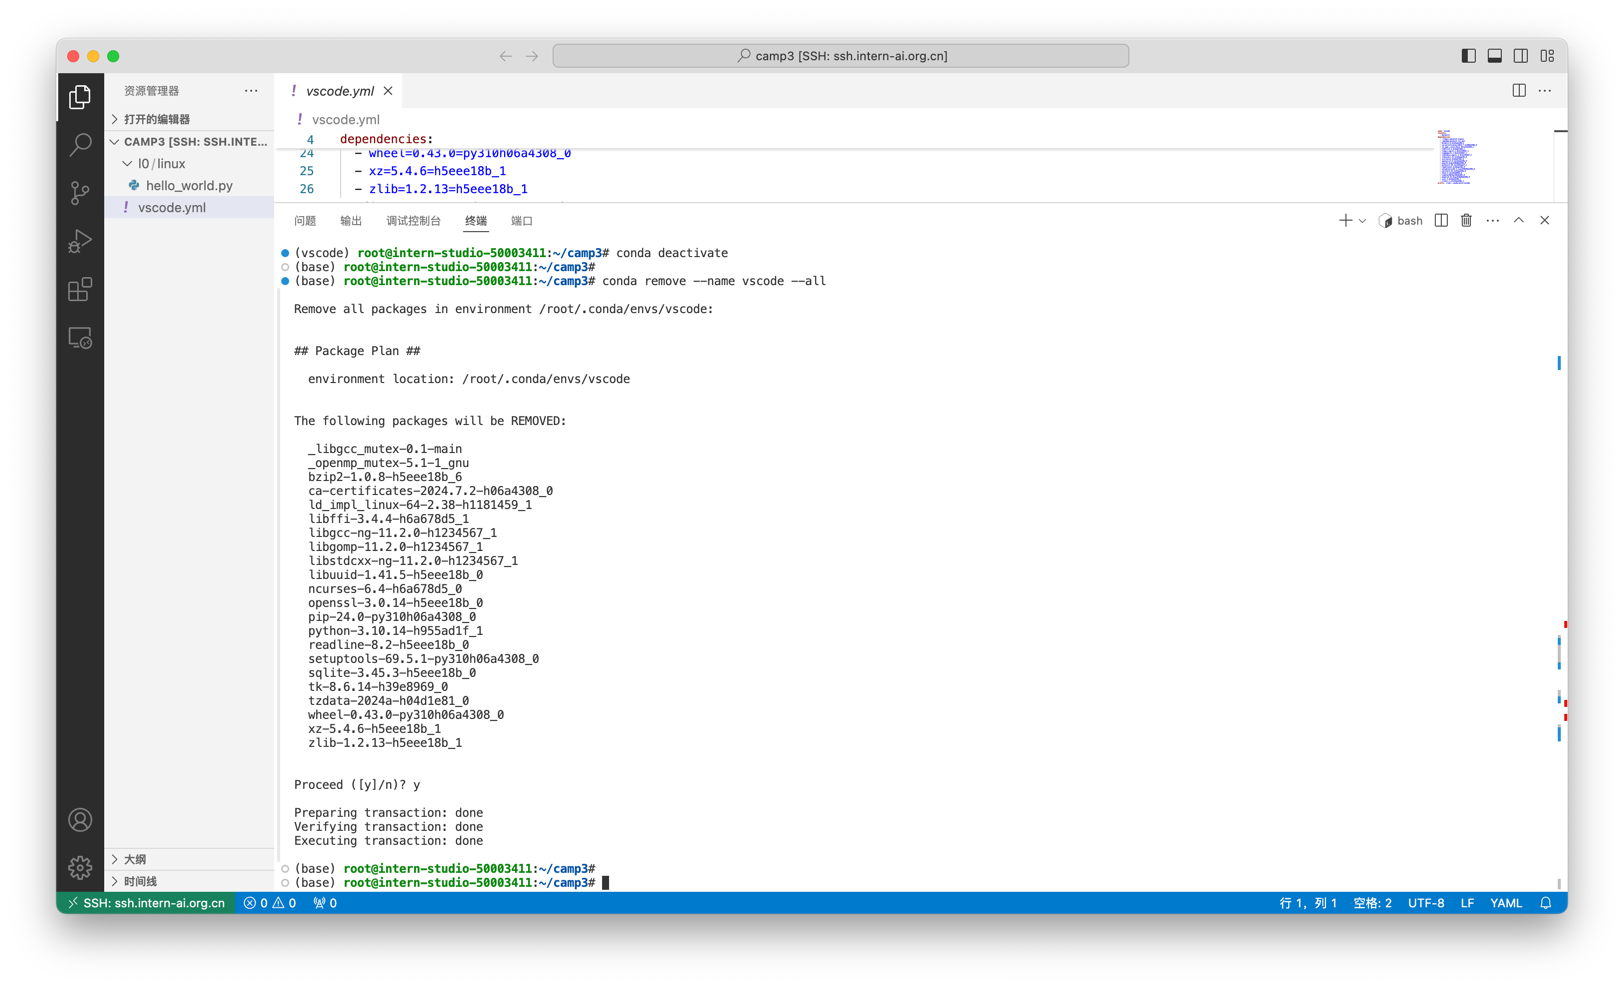 camp3 [SSH: ssh.intern-ai.org.cn]
资源管理器
打开的编辑器
CAMP3 [SSH: SSH.INTE...
l0 / linux
hello_world.py
! vscode.yml
大纲
时间线
! vscode.yml
! vscode.yml
4 dependencies:
24 - wheel=0.43.0=py310h06a4308_0
25 - xz=5.4.6=h5eee18b_1
26 - zlib=1.2.13=h5eee18b_1
问题 输出 调试控制台 终端 端口
bash
(vscode) root@intern-studio-50003411:~/camp3# conda deactivate
(base) root@intern-studio-50003411:~/camp3#
(base) root@intern-studio-50003411:~/camp3# conda remove --name vscode --all
Remove all packages in environment /root/.conda/envs/vscode:
## Package Plan ##
environment location: /root/.conda/envs/vscode
The following packages will be REMOVED:
_libgcc_mutex-0.1-main
_openmp_mutex-5.1-1_gnu
bzip2-1.0.8-h5eee18b_6
ca-certificates-2024.7.2-h06a4308_0
ld_impl_linux-64-2.38-h1181459_1
libffi-3.4.4-h6a678d5_1
libgcc-ng-11.2.0-h1234567_1
libgomp-11.2.0-h1234567_1
libstdcxx-ng-11.2.0-h1234567_1
libuuid-1.41.5-h5eee18b_0
ncurses-6.4-h6a678d5_0
openssl-3.0.14-h5eee18b_0
pip-24.0-py310h06a4308_0
python-3.10.14-h955ad1f_1
readline-8.2-h5eee18b_0
setuptools-69.5.1-py310h06a4308_0
sqlite-3.45.3-h5eee18b_0
tk-8.6.14-h39e8969_0
tzdata-2024a-h04d1e81_0
wheel-0.43.0-py310h06a4308_0
xz-5.4.6-h5eee18b_1
zlib-1.2.13-h5eee18b_1
Proceed ([y]/n)? y
Preparing transaction: done
Verifying transaction: done
Executing transaction: done
(base) root@intern-studio-50003411:~/camp3#
(base) root@intern-studio-50003411:~/camp3#
SSH: ssh.intern-ai.org.cn 0 0 0 行 1，列 1 空格: 2 UTF-8 LF YAML